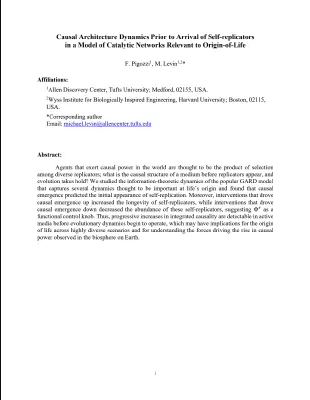 Causal Architecture Dynamics Prior to Arrival of Self-replicators
in a Model of Catalytic Networks Relevant to Origin-of-Life
F. Pigozzi¹, M. Levin¹,²*
Affiliations:
¹Allen Discovery Center, Tufts University; Medford, 02155, USA.
²Wyss Institute for Biologically Inspired Engineering, Harvard University; Boston, 02115,
USA.
*Corresponding author
Email: michael.levin@allencenter.tufts.edu
Abstract:
Agents that exert causal power in the world are thought to be the product of selection
among diverse replicators; what is the causal structure of a medium before replicators appear, and
evolution takes hold? We studied the information-theoretic dynamics of the popular GARD model
that captures several dynamics thought to be important at life's origin and found that causal
emergence predicted the initial appearance of self-replication. Moreover, interventions that drove
causal emergence up increased the longevity of self-replicators, while interventions that drove
causal emergence down decreased the abundance of these self-replicators, suggesting as a
functional control knob. Thus, progressive increases in integrated causality are detectable in active
media before evolutionary dynamics begin to operate, which may have implications for the origin
of life across highly diverse scenarios and for understanding the forces driving the rise in causal
power observed in the biosphere on Earth.
1